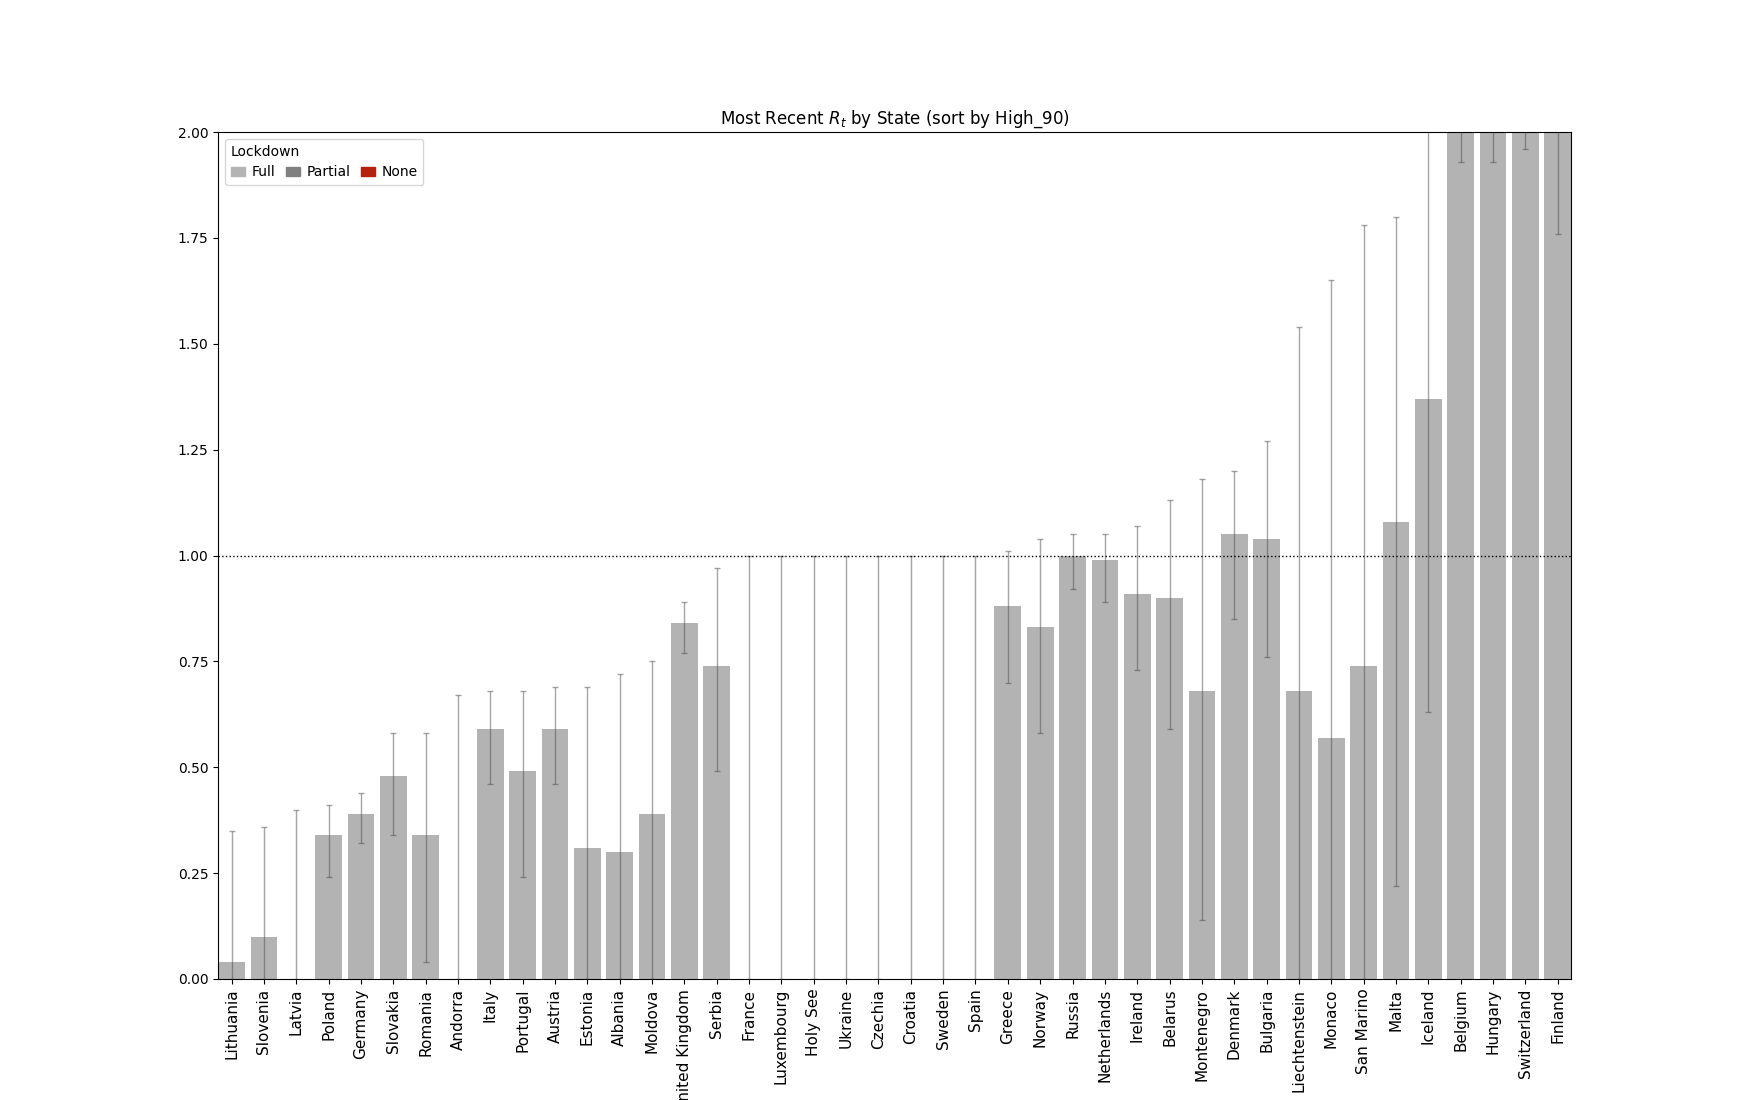 Most Recent R_t by State (sort by High_90)
Lockdown
Full Partial None
2.00
1.75
1.50
1.25
1.00
0.75
0.50
0.25
0.00
Lithuania
Slovenia
Latvia
Poland
Germany
Slovakia
Romania
Andorra
Italy
Portugal
Austria
Estonia
Albania
Moldova
nited Kingdom
Serbia
France
Luxembourg
Holy See
Ukraine
Czechia
Croatia
Sweden
Spain
Greece
Norway
Russia
Netherlands
Ireland
Belarus
Montenegro
Denmark
Bulgaria
Liechtenstein
Monaco
San Marino
Malta
Iceland
Belgium
Hungary
Switzerland
Finland